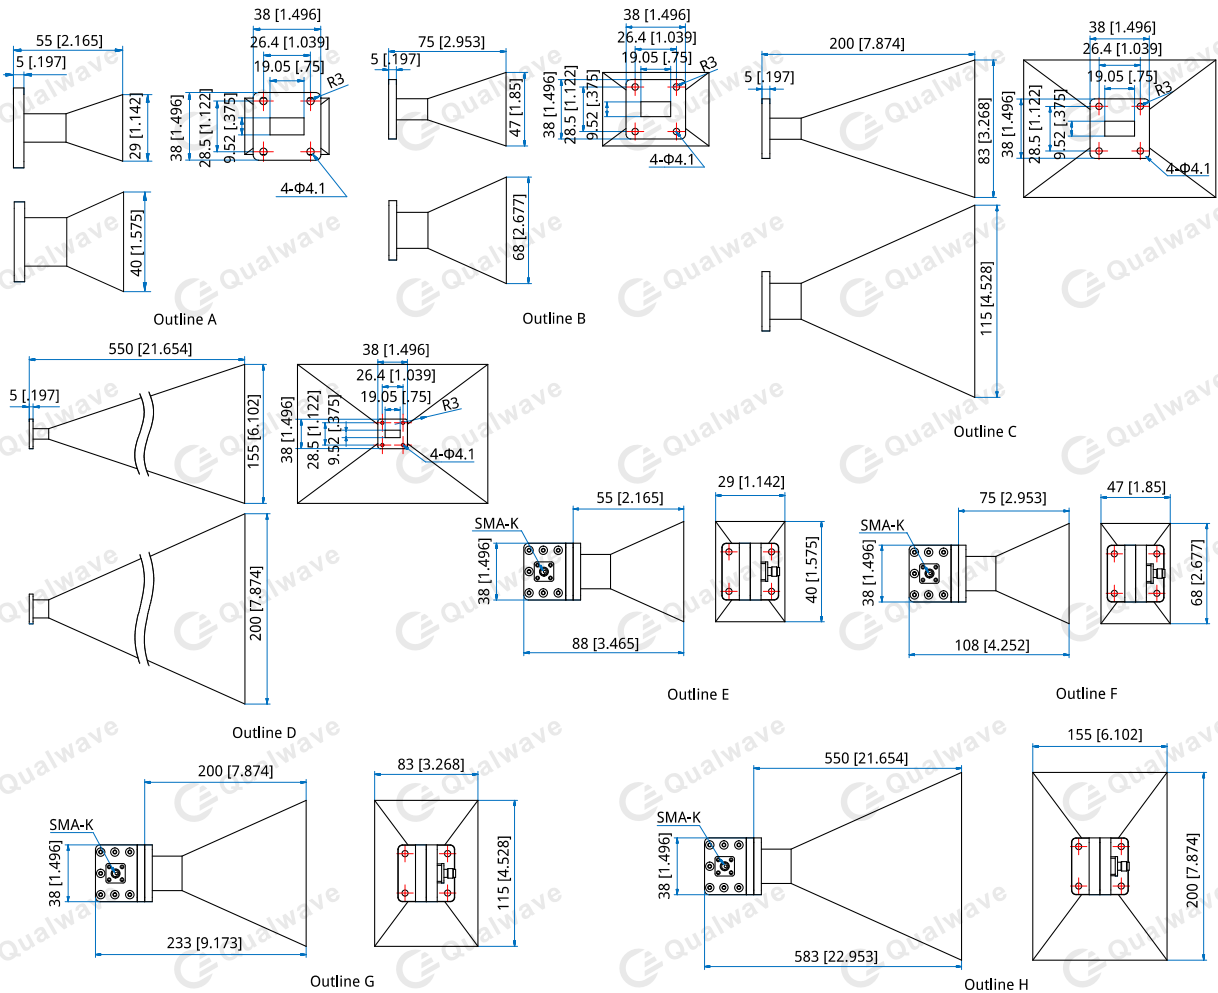 55 [2.165]
5 [.197]
29 [1.142]
40 [1.575]
38 [1.496]
26.4 [1.039]
19.05 [.75]
R3
38 [1.496]
28.5 [1.122]
9.52 [.375]
4-Φ4.1
Outline A
75 [2.953]
5 [.197]
47 [1.85]
68 [2.677]
38 [1.496]
26.4 [1.039]
19.05 [.75]
R3
38 [1.496]
28.5 [1.122]
9.52 [.375]
4-Φ4.1
Outline B
200 [7.874]
5 [.197]
83 [3.268]
115 [4.528]
38 [1.496]
26.4 [1.039]
19.05 [.75]
R3
38 [1.496]
28.5 [1.122]
9.52 [.375]
4-Φ4.1
Outline C
550 [21.654]
5 [.197]
155 [6.102]
200 [7.874]
38 [1.496]
26.4 [1.039]
19.05 [.75]
R3
38 [1.496]
28.5 [1.122]
9.52 [.375]
4-Φ4.1
Outline D
55 [2.165]
SMA-K
38 [1.496]
88 [3.465]
29 [1.142]
40 [1.575]
Outline E
75 [2.953]
SMA-K
38 [1.496]
108 [4.252]
47 [1.85]
68 [2.677]
Outline F
200 [7.874]
SMA-K
38 [1.496]
233 [9.173]
83 [3.268]
115 [4.528]
Outline G
550 [21.654]
SMA-K
38 [1.496]
583 [22.953]
155 [6.102]
200 [7.874]
Outline H
Qualwave